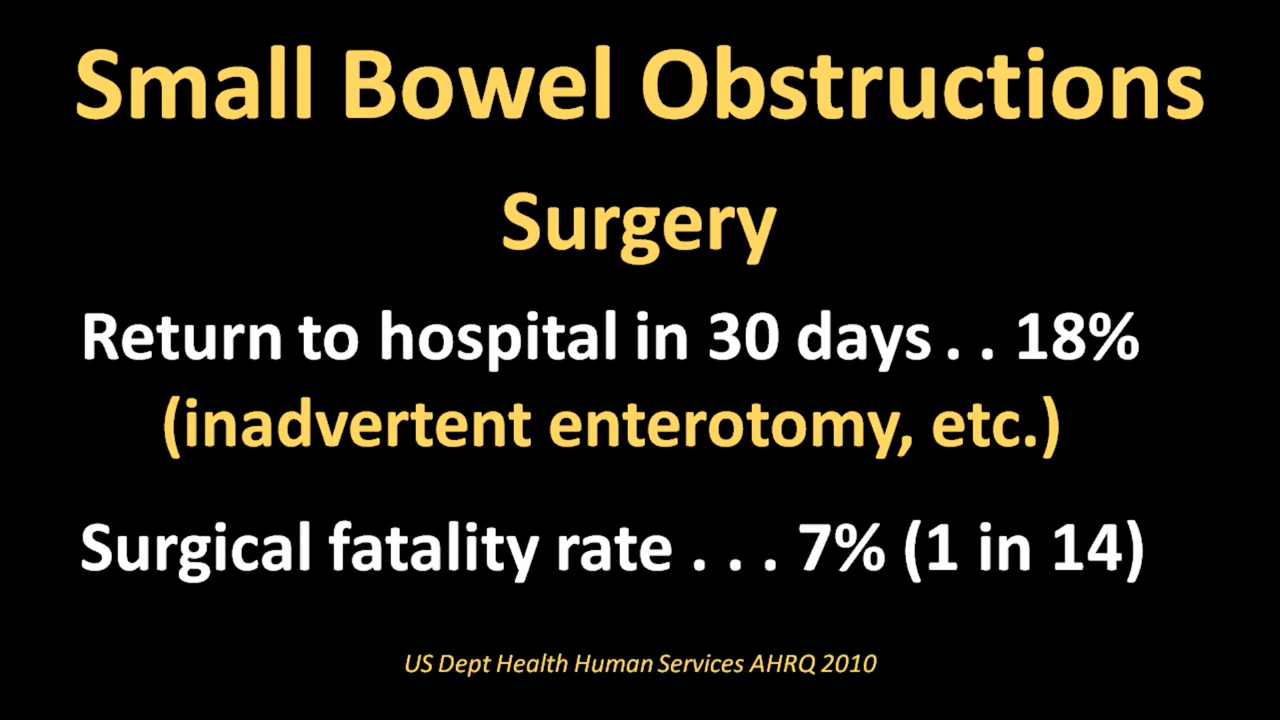 Small Bowel Obstructions
Surgery
Return to hospital in 30 days . . 18%
(inadvertent enterotomy, etc.)
Surgical fatality rate . . . 7% (1 in 14)
US Dept Health Human Services AHRQ 2010